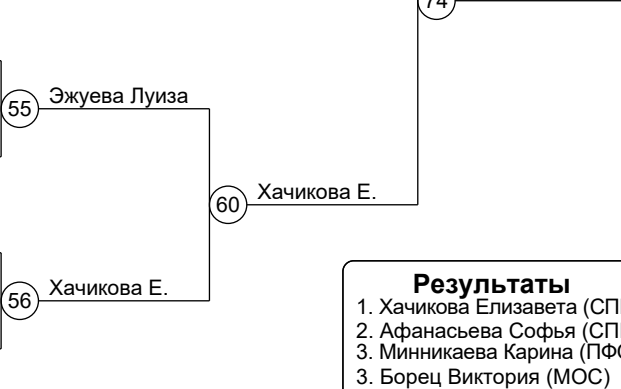 74
55 Эжуева Луиза
60 Хачикова Е.
56 Хачикова Е.
Результаты
1. Хачикова Елизавета
2. Афанасьева Софья
3. Минникаева Карина
3. Борец Виктория (МОС)